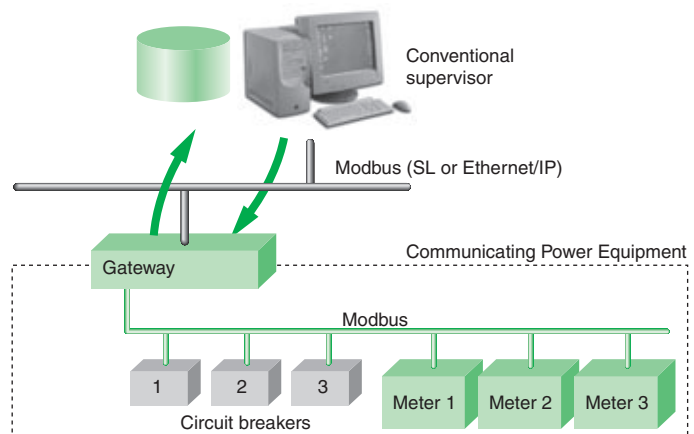 Conventional
supervisor
Modbus (SL or Ethernet/IP)
Communicating Power Equipment
Gateway
Modbus
1
2
3
Meter 1
Meter 2
Meter 3
Circuit breakers